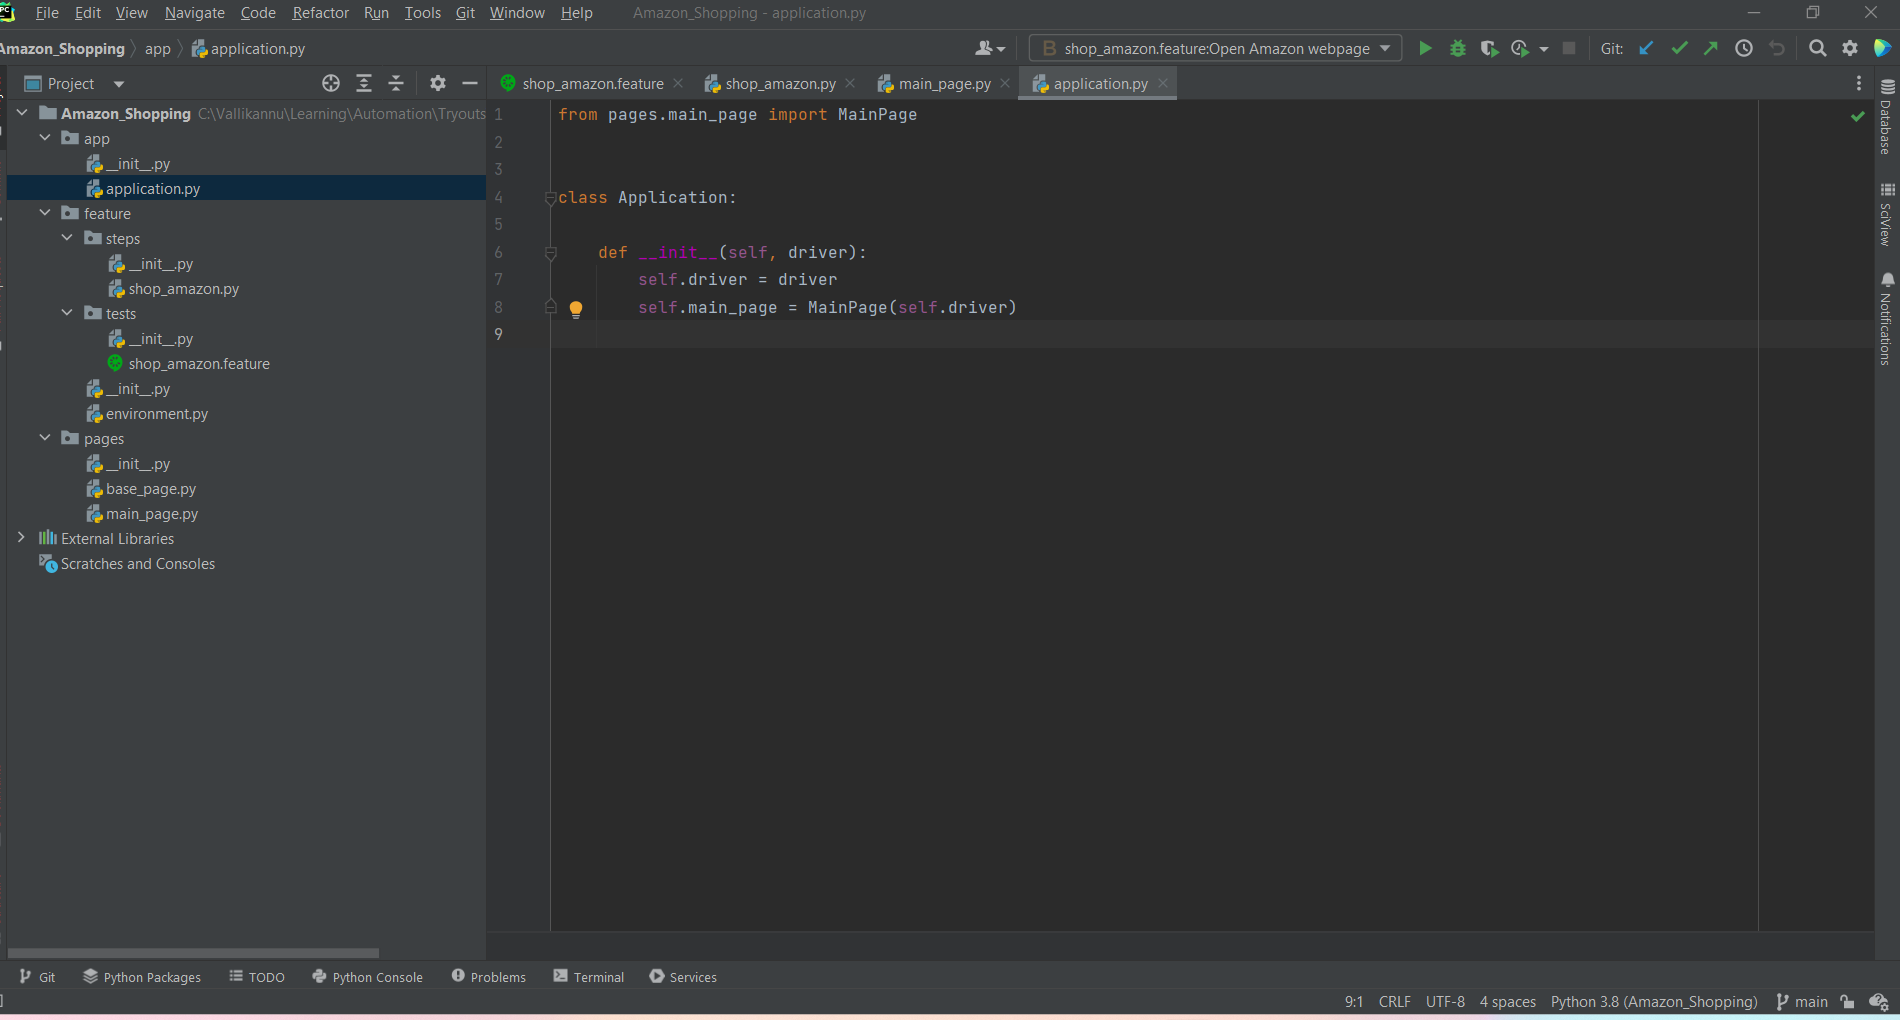 PC File Edit View Navigate Code Refactor Run Tools Git Window Help Amazon_Shopping - application.py
Amazon_Shopping app application.py B shop_amazon.feature:Open Amazon webpage Git:
Project shop_amazon.feature shop_amazon.py main_page.py application.py
Amazon_Shopping C:\Vallikannu\Learning\Automation\Tryouts
app
__init__.py
application.py
feature
steps
__init__.py
shop_amazon.py
tests
__init__.py
shop_amazon.feature
__init__.py
environment.py
pages
__init__.py
base_page.py
main_page.py
External Libraries
Scratches and Consoles
1 from pages.main_page import MainPage
2
3
4 class Application:
5
6 def __init__(self, driver):
7 self.driver = driver
8 self.main_page = MainPage(self.driver)
9
Database
SciView
Notifications
Git Python Packages TODO Python Console Problems Terminal Services
9:1 CRLF UTF-8 4 spaces Python 3.8 (Amazon_Shopping) main